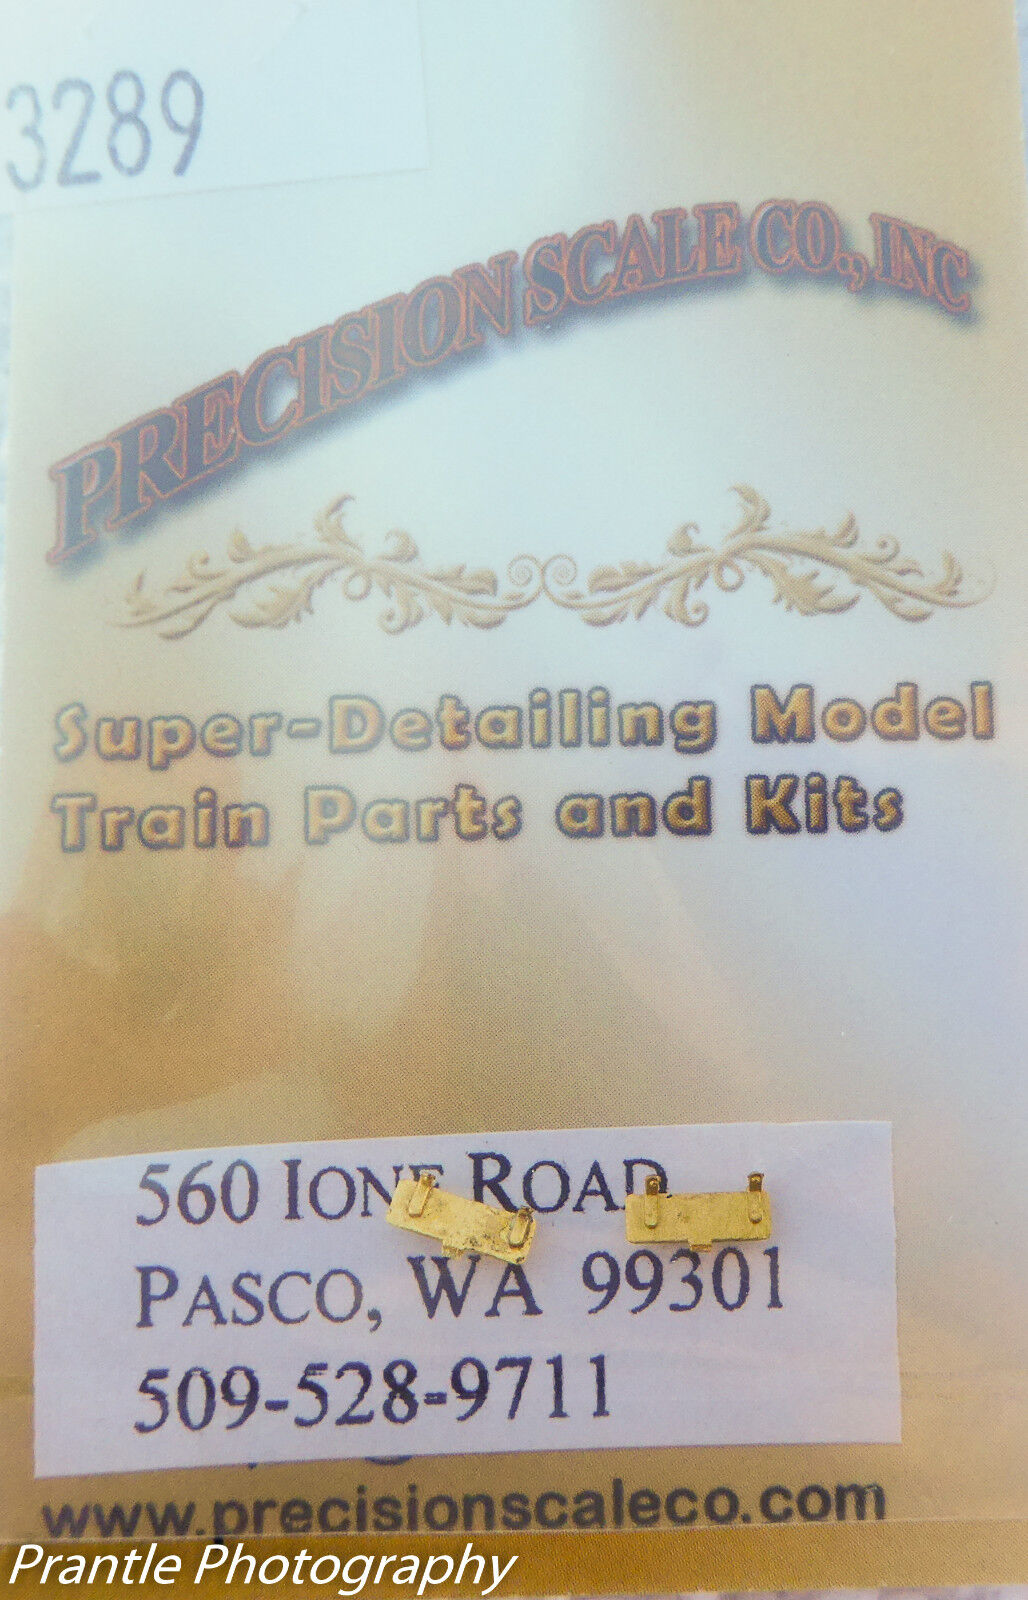 3289
PRECISION SCALE CO., INC
Super-Detailing Model
Train Parts and Kits
560 IONE ROAD
PASCO, WA 99301
509-528-9711
www.precisionscaleco.com
Prantle Photography